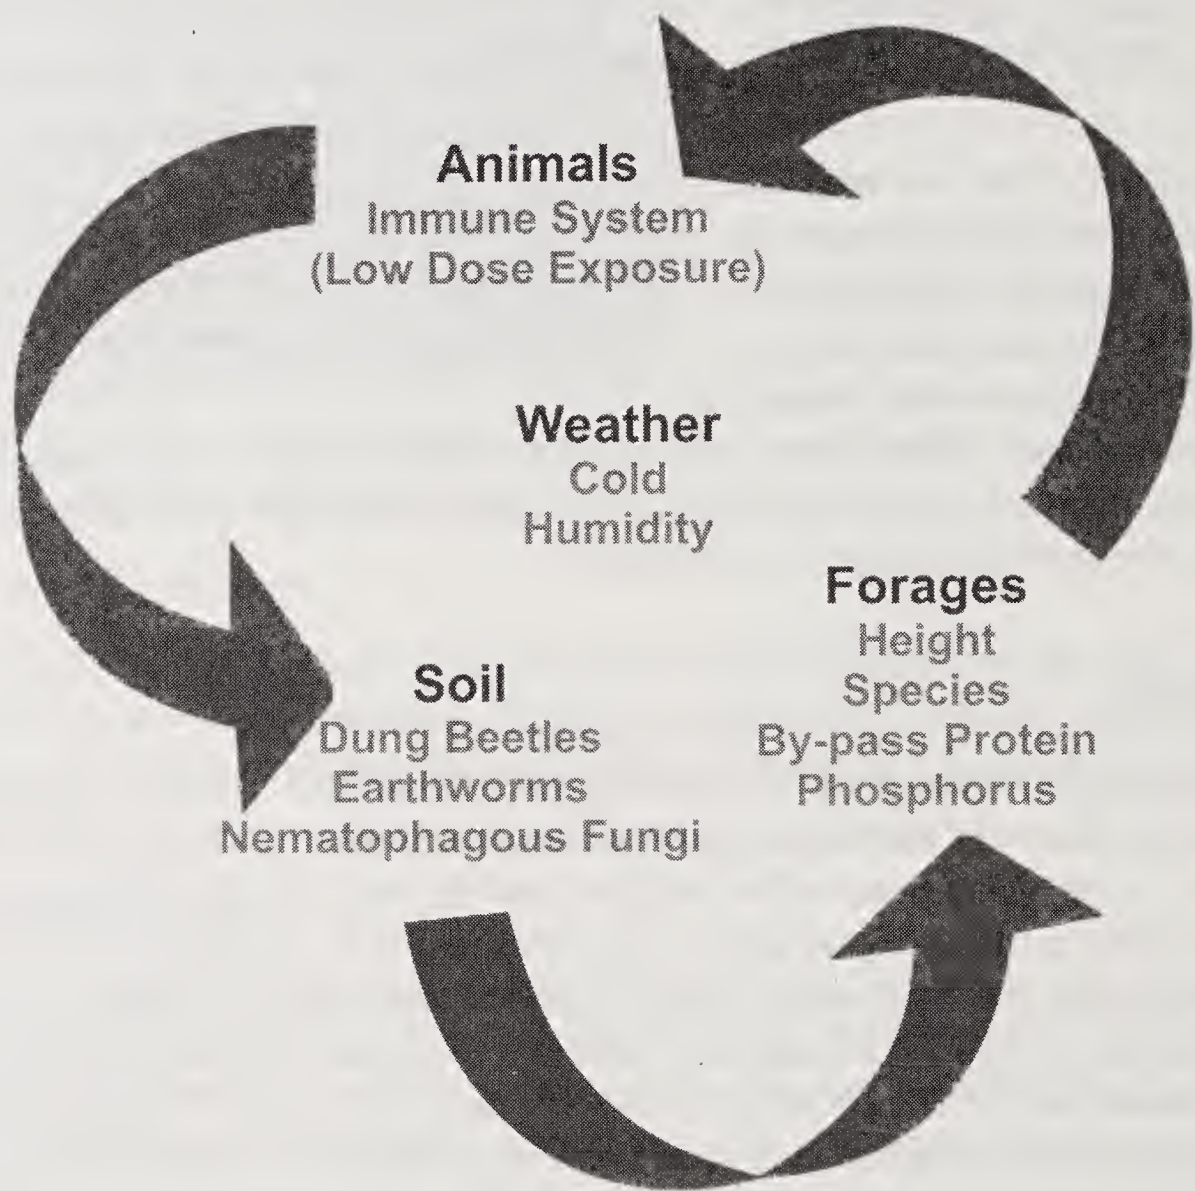 Animals
Immune System
(Low Dose Exposure)
Weather
Cold
Humidity
Forages
Height
Species
By-pass Protein
Phosphorus
Soil
Dung Beetles
Earthworms
Nematophagous Fungi